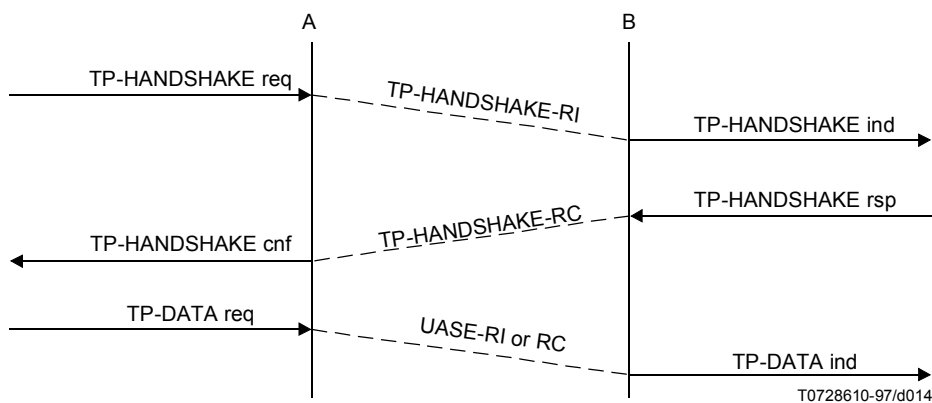 A
B
TP-HANDSHAKE req
TP-HANDSHAKE-RI
TP-HANDSHAKE ind
TP-HANDSHAKE rsp
TP-HANDSHAKE-RC
TP-HANDSHAKE cnf
TP-DATA req
UASE-RI or RC
TP-DATA ind
T0728610-97/d014